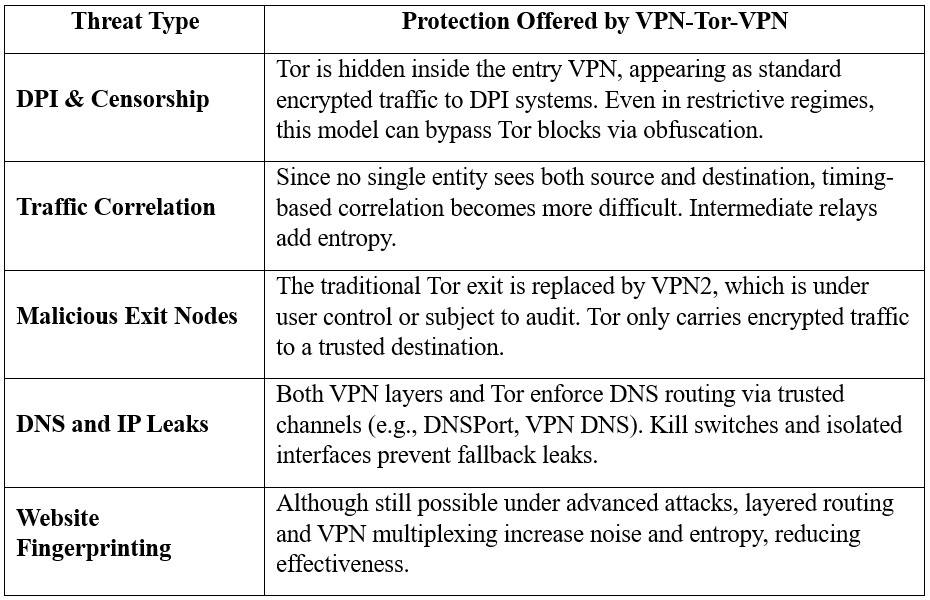 Threat Type
Protection Offered by VPN-Tor-VPN
DPI & Censorship
Tor is hidden inside the entry VPN, appearing as standard
encrypted traffic to DPI systems. Even in restrictive regimes,
this model can bypass Tor blocks via obfuscation.
Traffic Correlation
Since no single entity sees both source and destination, timing-
based correlation becomes more difficult. Intermediate relays
add entropy.
Malicious Exit Nodes
The traditional Tor exit is replaced by VPN2, which is under
user control or subject to audit. Tor only carries encrypted traffic
to a trusted destination.
DNS and IP Leaks
Both VPN layers and Tor enforce DNS routing via trusted
channels (e.g., DNSPort, VPN DNS). Kill switches and isolated
interfaces prevent fallback leaks.
Website
Fingerprinting
Although still possible under advanced attacks, layered routing
and VPN multiplexing increase noise and entropy, reducing
effectiveness.